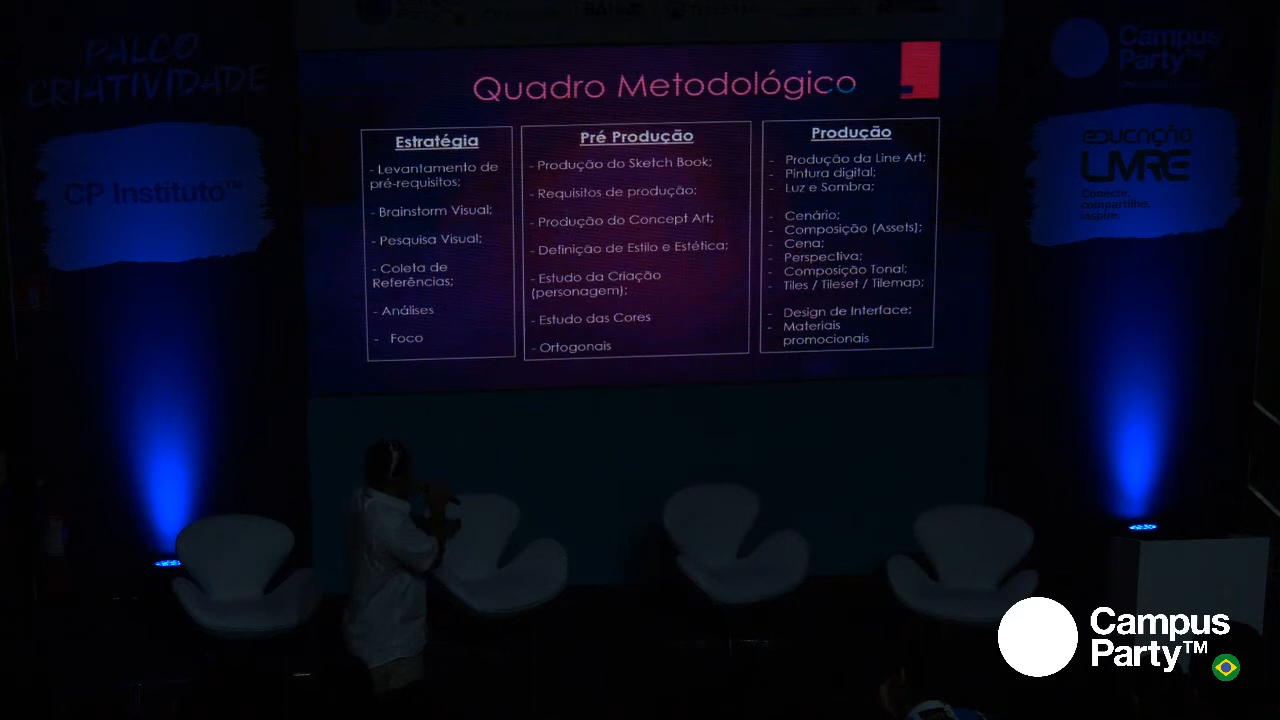 PALCO
CRIATIVIDADE
CP Instituto™
Campus
Party™
educação
LIVRE
Conecte.
compartilhe.
inspire.
Quadro Metodológico
Estratégia
- Levantamento de
pré-requisitos;
- Brainstorm Visual;
- Pesquisa Visual;
- Coleta de
Referências;
- Análises
- Foco
Pré Produção
- Produção do Sketch Book;
- Requisitos de produção;
- Produção do Concept Art;
- Definição de Estilo e Estética;
- Estudo da Criação
(personagem);
- Estudo das Cores
- Ortogonais
Produção
- Produção da Line Art;
- Pintura digital;
- Luz e Sombra;
- Cenário;
- Composição (Assets);
- Cena;
- Perspectiva;
- Composição Tonal;
- Tiles / Tileset / Tilemap;
- Design de Interface;
- Materiais
promocionais
Campus
Party™